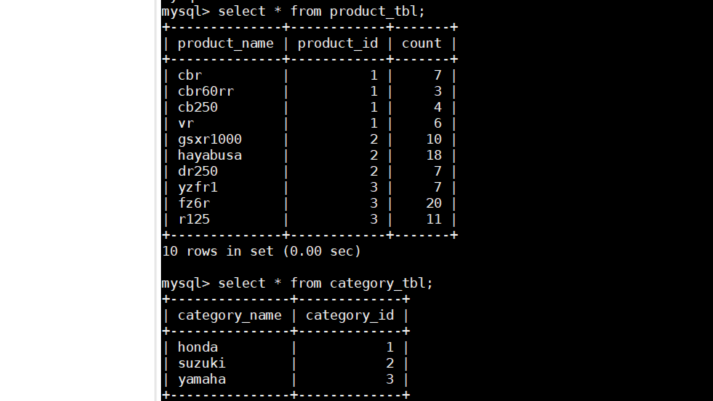 mysql> select * from product_tbl;
+--------------+------------+-------+
| product_name | product_id | count |
+--------------+------------+-------+
| cbr          |          1 |     7 |
| cbr60rr      |          1 |     3 |
| cb250        |          1 |     4 |
| vr           |          1 |     6 |
| gsxr1000     |          2 |    10 |
| hayabusa     |          2 |    18 |
| dr250        |          2 |     7 |
| yzfr1        |          3 |     7 |
| fz6r         |          3 |    20 |
| r125         |          3 |    11 |
+--------------+------------+-------+
10 rows in set (0.00 sec)

mysql> select * from category_tbl;
+---------------+-------------+
| category_name | category_id |
+---------------+-------------+
| honda         |           1 |
| suzuki        |           2 |
| yamaha        |           3 |
+---------------+-------------+